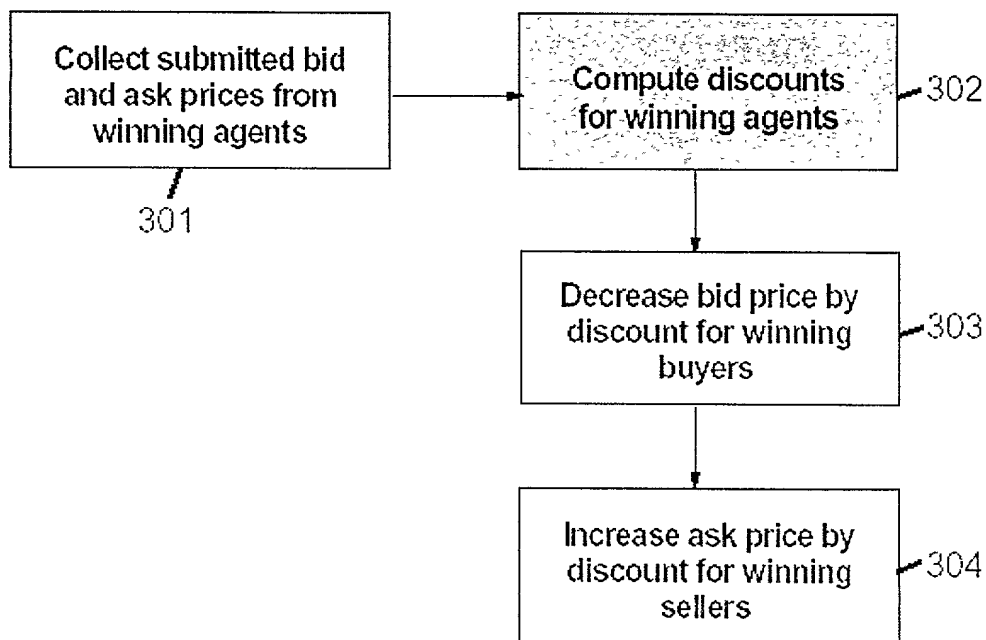 Collect submitted bid
and ask prices from
winning agents
301
Compute discounts
for winning agents
302
Decrease bid price by
discount for winning
buyers
303
Increase ask price by
discount for winning
sellers
304